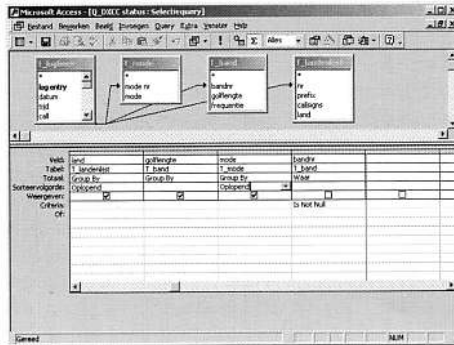 Microsoft Access - [Q_DXCC status : Selectiequery]
Bestand Bewerken Beeld Invoegen Query Extra Venster Help
Alles
T_logboek T_mode T_band T_landenlijst
* * * *
log entry mode nr bandnr nr
datum mode golflengte prefix
tijd frequentie callsigns
call land
Veld: land golflengte mode bandnr
Tabel: T_landenlijst T_band T_mode T_band
Totaal: Group By Group By Group By Waar
Sorteervolgorde: Oplopend Oplopend
Weergeven:
Criteria: Is Not Null
Of:
Gereed NUM